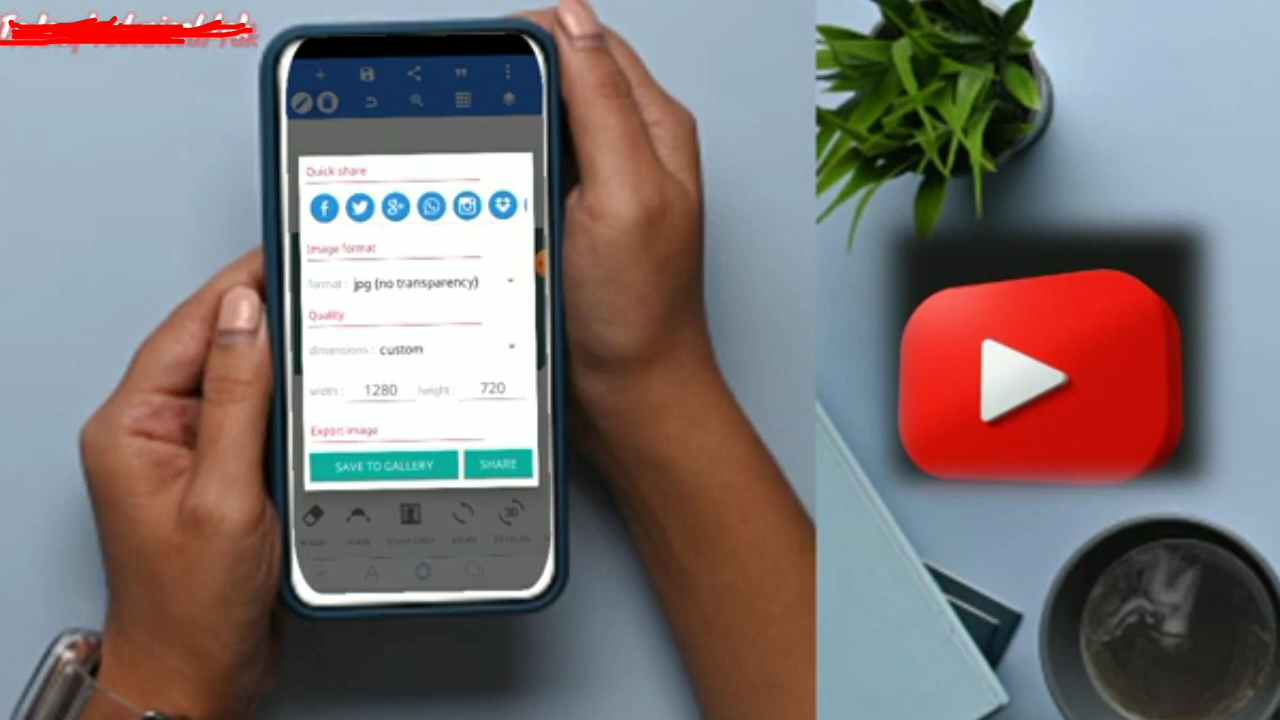 Quick share
Image format
format : jpg (no transparency)
Quality
dimensions : custom
width : 1280 height : 720
Export image
SAVE TO GALLERY SHARE
3D